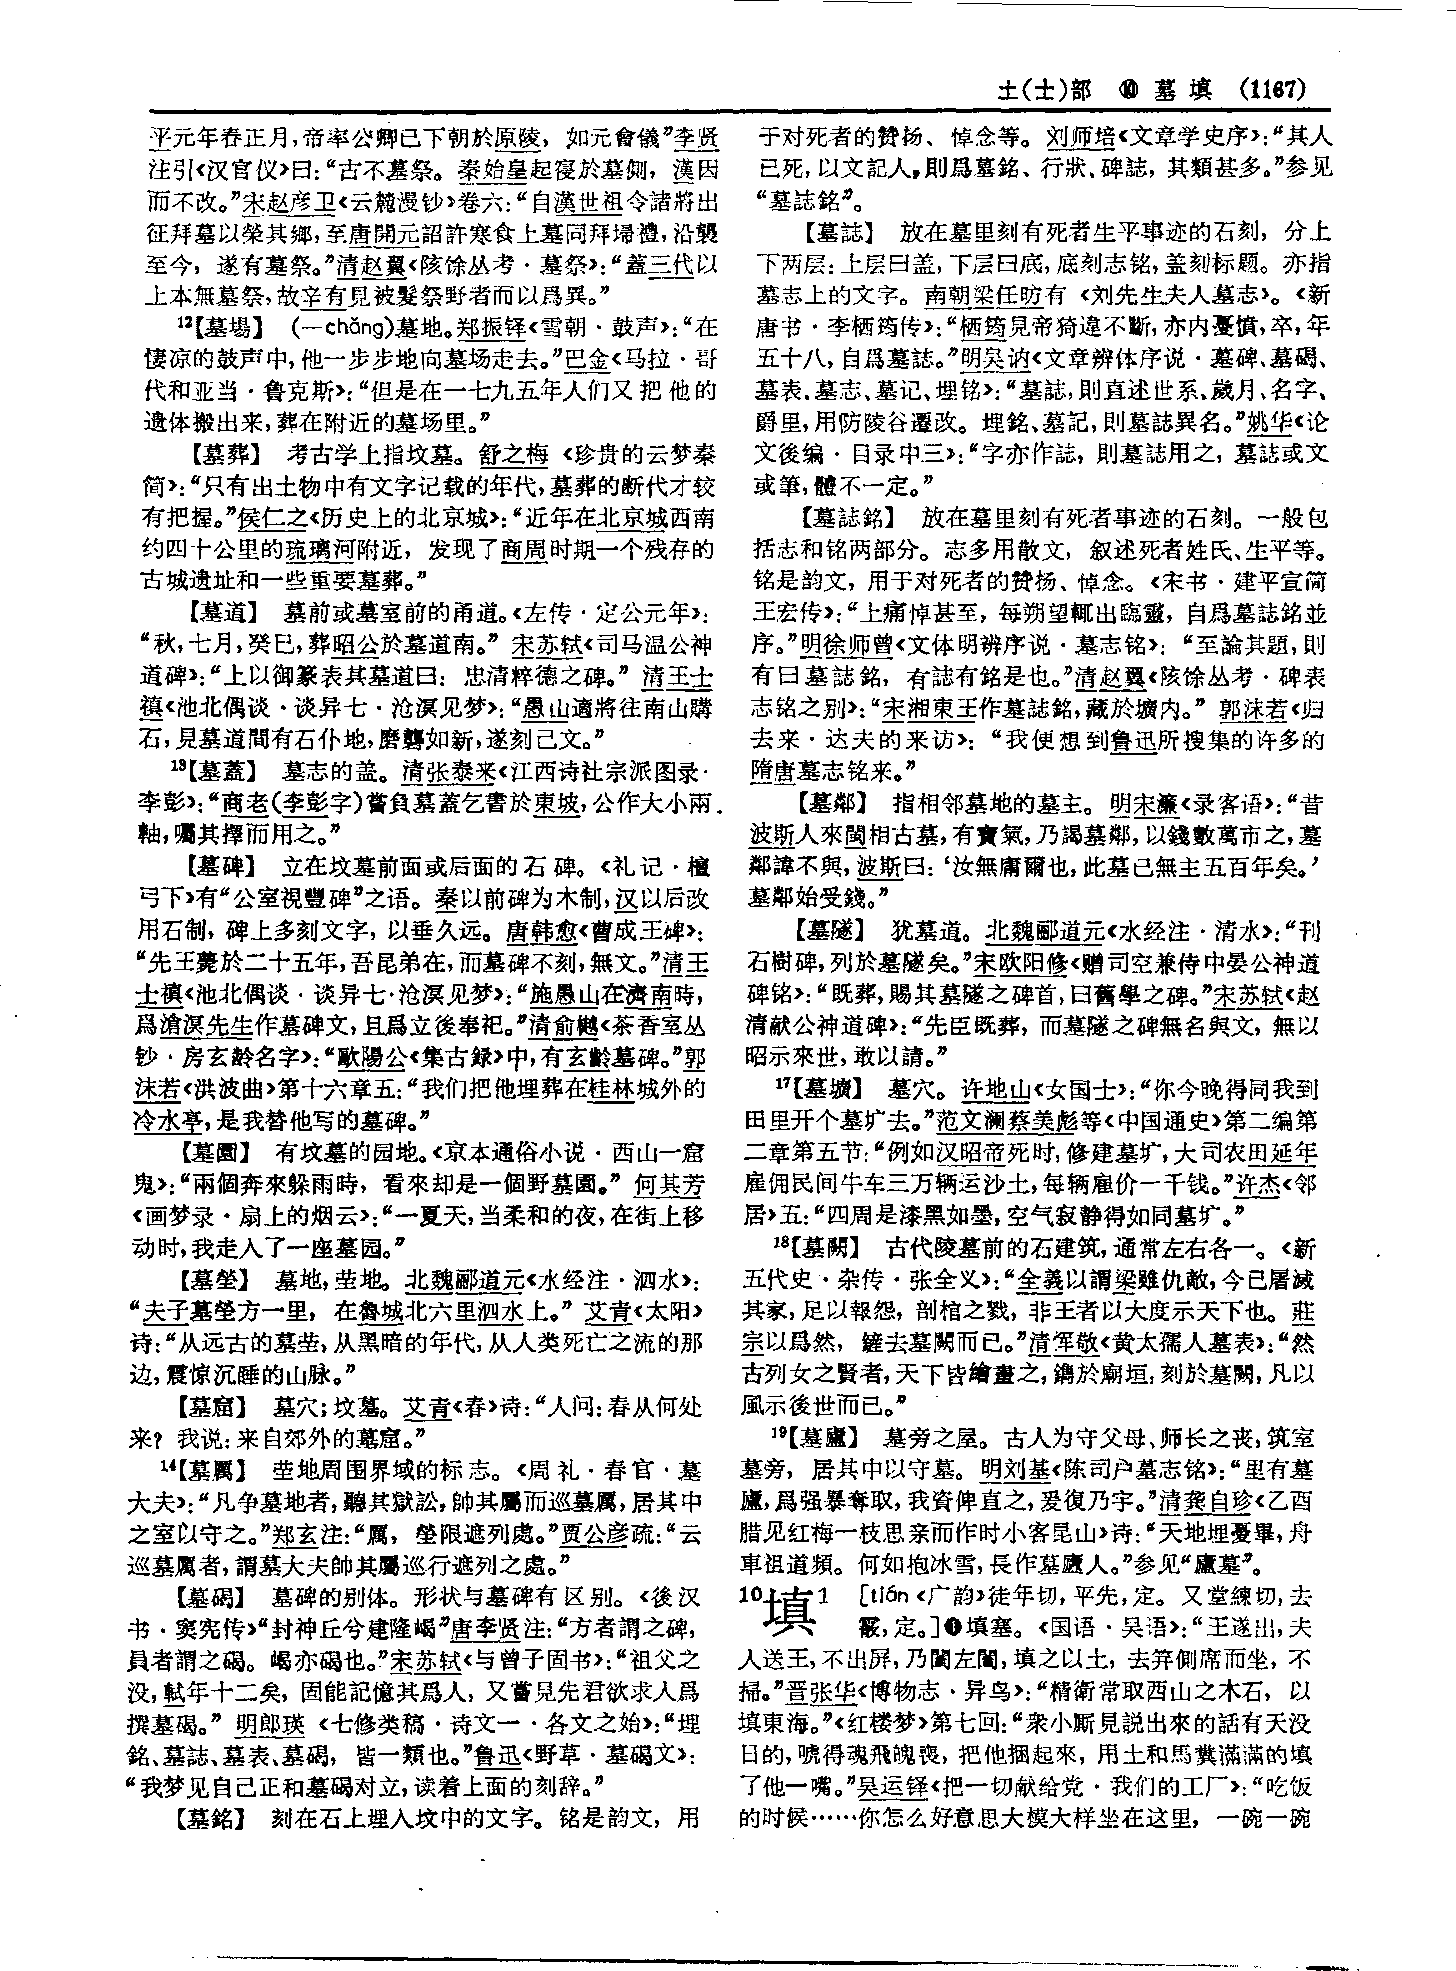 土(士)部 ⑩ 墓 填 (1167)
平元年春正月,帝率公卿已下朝於原陵, 如元會儀”李贤
注引<汉官仪>曰:“古不墓祭。秦始皇起寢於墓側, 漢因
而不改。”宋赵彦卫<云麓漫钞>卷六:“自漢世祖令諸將出
征拜墓以榮其鄉,至唐開元詔許寒食上墓同拜埽禮,沿襲
至今, 遂有墓祭。”清赵翼<陔馀丛考·墓祭>:“蓋三代以
上本無墓祭,故辛有見被髮祭野者而以爲異。”
12【墓場】 (—chǎng)墓地。郑振铎<雪朝·鼓声>:“在
悽凉的鼓声中,他一步步地向墓场走去。”巴金<马拉·哥
代和亚当·鲁克斯>:“但是在一七九五年人们又把他的
遗体搬出来,葬在附近的墓场里。”
【墓葬】 考古学上指坟墓。舒之梅<珍贵的云梦秦
简>:“只有出土物中有文字记载的年代,墓葬的断代才较
有把握。”侯仁之<历史上的北京城>:“近年在北京城西南
约四十公里的琉璃河附近, 发现了商周时期一个残存的
古城遗址和一些重要墓葬。”
【墓道】 墓前或墓室前的甬道。<左传·定公元年>:
“秋,七月,癸巳,葬昭公於墓道南。” 宋苏轼<司马温公神
道碑>:“上以御篆表其墓道曰: 忠清粹德之碑。” 清王士
禛<池北偶谈·谈异七·沧溟见梦>:“愚山適將往南山購
石,見墓道間有石仆地,磨礱如新,遂刻己文。”
13【墓蓋】 墓志的盖。清张泰来<江西诗社宗派图录·
李彭>:“商老(李彭字)嘗負墓蓋乞書於東坡,公作大小兩
軸,囑其擇而用之。”
【墓碑】 立在坟墓前面或后面的石碑。<礼记·檀
弓下>有“公室視豐碑”之语。秦以前碑为木制,汉以后改
用石制, 碑上多刻文字, 以垂久远。唐韩愈<曹成王碑>:
“先王薨於二十五年,吾昆弟在,而墓碑不刻,無文。”清王
士禛<池北偶谈·谈异七·沧溟见梦>:“施愚山在濟南時,
爲滄溟先生作墓碑文,且爲立後奉祀。”清俞樾<茶香室丛
钞·房玄龄名字>:“歐陽公<集古録>中,有玄齡墓碑。”郭
沫若<洪波曲>第十六章五:“我们把他埋葬在桂林城外的
冷水亭,是我替他写的墓碑。”
【墓園】 有坟墓的园地。<京本通俗小说·西山一窟
鬼>:“兩個奔來躲雨時, 看來却是一個野墓園。” 何其芳
<画梦录·扇上的烟云>:“一夏天,当柔和的夜,在街上移
动时,我走入了一座墓园。”
【墓塋】 墓地,茔地。北魏郦道元<水经注·泗水>:
“夫子墓塋方一里, 在魯城北六里泗水上。” 艾青<太阳>
诗:“从远古的墓茔,从黑暗的年代,从人类死亡之流的那
边,震惊沉睡的山脉。”
【墓窟】 墓穴;坟墓。艾青<春>诗:“人问:春从何处
来? 我说:来自郊外的墓窟。”
14【墓厲】 茔地周围界域的标志。<周礼·春官·墓
大夫>:“凡争墓地者,聽其獄訟,帥其屬而巡墓厲,居其中
之室以守之。”郑玄注:“厲, 塋限遮列處。”贾公彦疏:“云
巡墓厲者,謂墓大夫帥其屬巡行遮列之處。”
【墓碣】 墓碑的别体。形状与墓碑有区别。<後汉
书·窦宪传>“封神丘兮建隆嵑”唐李贤注:“方者謂之碑,
員者謂之碣。嵑亦碣也。”宋苏轼<与曾子固书>:“祖父之
没,軾年十二矣, 固能記憶其爲人, 又嘗見先君欲求人爲
撰墓碣。” 明郎瑛<七修类稿·诗文一·各文之始>:“埋
銘、墓誌、墓表、墓碣, 皆一類也。”鲁迅<野草·墓碣文>:
“我梦见自己正和墓碣对立,读着上面的刻辞。”
【墓銘】 刻在石上埋入坟中的文字。铭是韵文, 用
于对死者的赞扬、悼念等。刘师培<文章学史序>:“其人
已死,以文記人,則爲墓銘、行狀、碑誌, 其類甚多。”参见
“墓誌銘”。
【墓誌】 放在墓里刻有死者生平事迹的石刻, 分上
下两层:上层曰盖,下层曰底,底刻志铭,盖刻标题。亦指
墓志上的文字。南朝梁任昉有<刘先生夫人墓志>。<新
唐书·李栖筠传>:“栖筠見帝猗違不斷,亦内憂憤,卒,年
五十八,自爲墓誌。”明吴讷<文章辨体序说·墓碑、墓碣、
墓表、墓志、墓记、埋铭>:“墓誌,則直述世系、歲月、名字、
爵里,用防陵谷遷改。埋銘、墓記,則墓誌異名。”姚华<论
文後编·目录中三>:“字亦作誌, 則墓誌用之, 墓誌或文
或筆,體不一定。”
【墓誌銘】 放在墓里刻有死者事迹的石刻。一般包
括志和铭两部分。志多用散文, 叙述死者姓氏、生平等。
铭是韵文, 用于对死者的赞扬、悼念。<宋书·建平宣简
王宏传>:“上痛悼甚至, 每朔望輒出臨靈, 自爲墓誌銘並
序。”明徐师曾<文体明辨序说·墓志铭>: “至論其題,則
有曰墓誌銘, 有誌有銘是也。”清赵翼<陔馀丛考·碑表
志铭之别>:“宋湘東王作墓誌銘,藏於壙内。” 郭沫若<归
去来·达夫的来访>: “我便想到鲁迅所搜集的许多的
隋唐墓志铭来。”
【墓鄰】 指相邻墓地的墓主。明宋濂<录客语>:“昔
波斯人來閩相古墓,有寶氣,乃謁墓鄰,以錢數萬市之,墓
鄰諱不與,波斯曰:‘汝無庸爾也,此墓已無主五百年矣。’
墓鄰始受錢。”
【墓隧】 犹墓道。北魏郦道元<水经注·清水>:“刊
石樹碑,列於墓隧矣。”宋欧阳修<赠司空兼侍中晏公神道
碑铭>:“既葬,賜其墓隧之碑首,曰舊學之碑。”宋苏轼<赵
清献公神道碑>:“先臣既葬, 而墓隧之碑無名與文, 無以
昭示來世,敢以請。”
17【墓壙】 墓穴。许地山<女国士>:“你今晚得同我到
田里开个墓圹去。”范文澜蔡美彪等<中国通史>第二编第
二章第五节:“例如汉昭帝死时,修建墓圹,大司农田延年
雇佣民间牛车三万辆运沙土,每辆雇价一千钱。”许杰<邻
居>五:“四周是漆黑如墨,空气寂静得如同墓圹。”
18【墓闕】 古代陵墓前的石建筑,通常左右各一。<新
五代史·杂传·张全义>:“全義以謂梁雖仇敵,今已屠滅
其家,足以報怨, 剖棺之戮, 非王者以大度示天下也。莊
宗以爲然, 鏟去墓闕而已。”清恽敬<黄太孺人墓表>:“然
古列女之賢者,天下皆繪畫之,鐫於廟垣,刻於墓闕,凡以
風示後世而已。”
19【墓廬】 墓旁之屋。古人为守父母、师长之丧,筑室
墓旁, 居其中以守墓。明刘基<陈司户墓志铭>:“里有墓
廬,爲强暴奪取,我資俾直之,爰復乃宇。”清龚自珍<乙酉
腊见红梅一枝思亲而作时小客昆山>诗:“天地埋憂畢,舟
車祖道頻。何如抱冰雪,長作墓廬人。”参见“廬墓”。
10填1 [tián<广韵>徒年切,平先,定。又堂練切,去
霰,定。]❶填塞。<国语·吴语>:“王遂出,夫
人送王,不出屏,乃闔左闔,填之以土, 去笄側席而坐, 不
掃。”晋张华<博物志·异鸟>:“精衛常取西山之木石, 以
填東海。”<红楼梦>第七回:“衆小厮見説出來的話有天没
日的,唬得魂飛魄喪, 把他捆起來, 用土和馬糞滿滿的填
了他一嘴。”吴运铎<把一切献给党·我们的工厂>:“吃饭
的时候……你怎么好意思大模大样坐在这里, 一碗一碗